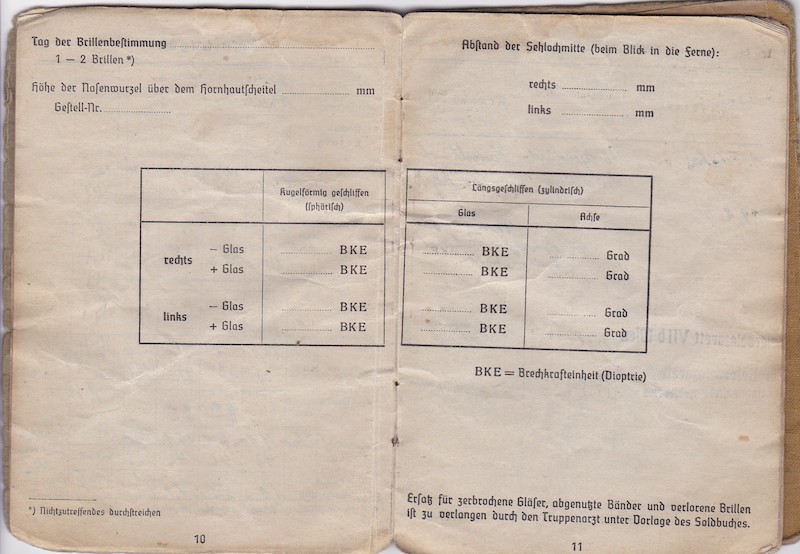 Tag der Brillenbestimmung
1 — 2 Brillen *)
Höhe der Nasenwurzel über dem Hornhautscheitel mm
Gestell-Nr.
Kugelförmig geschliffen
(sphärisch)
rechts
— Glas BKE
+ Glas BKE
links
— Glas BKE
+ Glas BKE
*) Nichtzutreffendes durchstreichen
10
Abstand der Sehlochmitte (beim Blick in die Ferne):
rechts mm
links mm
Längsgeschliffen (zylindrisch)
Glas Achse
BKE Grad
BKE Grad
BKE Grad
BKE Grad
BKE = Brechkrafteinheit (Dioptrie)
Ersatz für zerbrochene Gläser, abgenutzte Bänder und verlorene Brillen
ist zu verlangen durch den Truppenarzt unter Vorlage des Soldbuches.
11